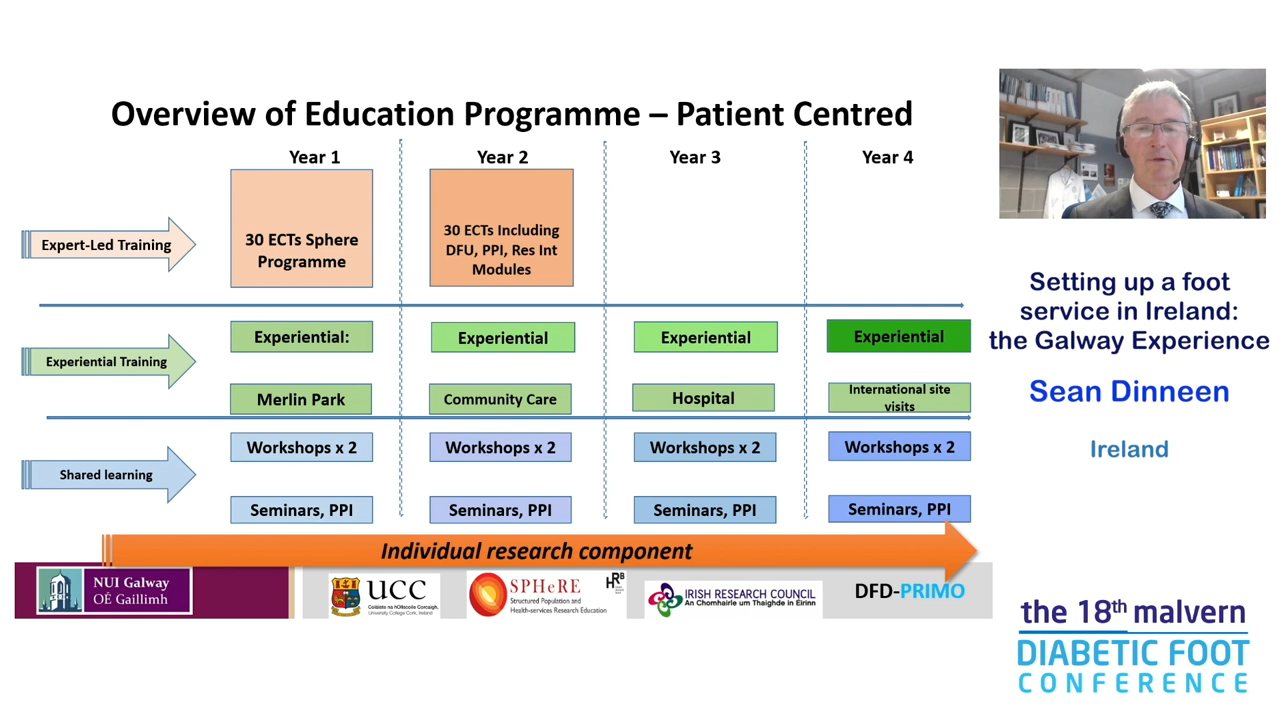 Overview of Education Programme – Patient Centred
Year 1
Year 2
Year 3
Year 4
Expert-Led Training
30 ECTs Sphere
Programme
30 ECTs Including
DFU, PPI, Res Int
Modules
Experiential Training
Experiential:
Experiential
Experiential
Experiential
Merlin Park
Community Care
Hospital
International site
visits
Shared learning
Workshops x 2
Workshops x 2
Workshops x 2
Workshops x 2
Seminars, PPI
Seminars, PPI
Seminars, PPI
Seminars, PPI
Individual research component
NUI Galway
OÉ Gaillimh
UCC
Coláiste na hOllscoile Corcaigh,
University College Cork, Ireland
SPHeRE
Structured Population and
Health-services Research Education
HRB
IRISH RESEARCH COUNCIL
An Chomhairle um Thaighde in Éirinn
DFD-PRIMO
Setting up a foot
service in Ireland:
the Galway Experience
Sean Dinneen
Ireland
the 18th malvern
DIABETIC FOOT
CONFERENCE